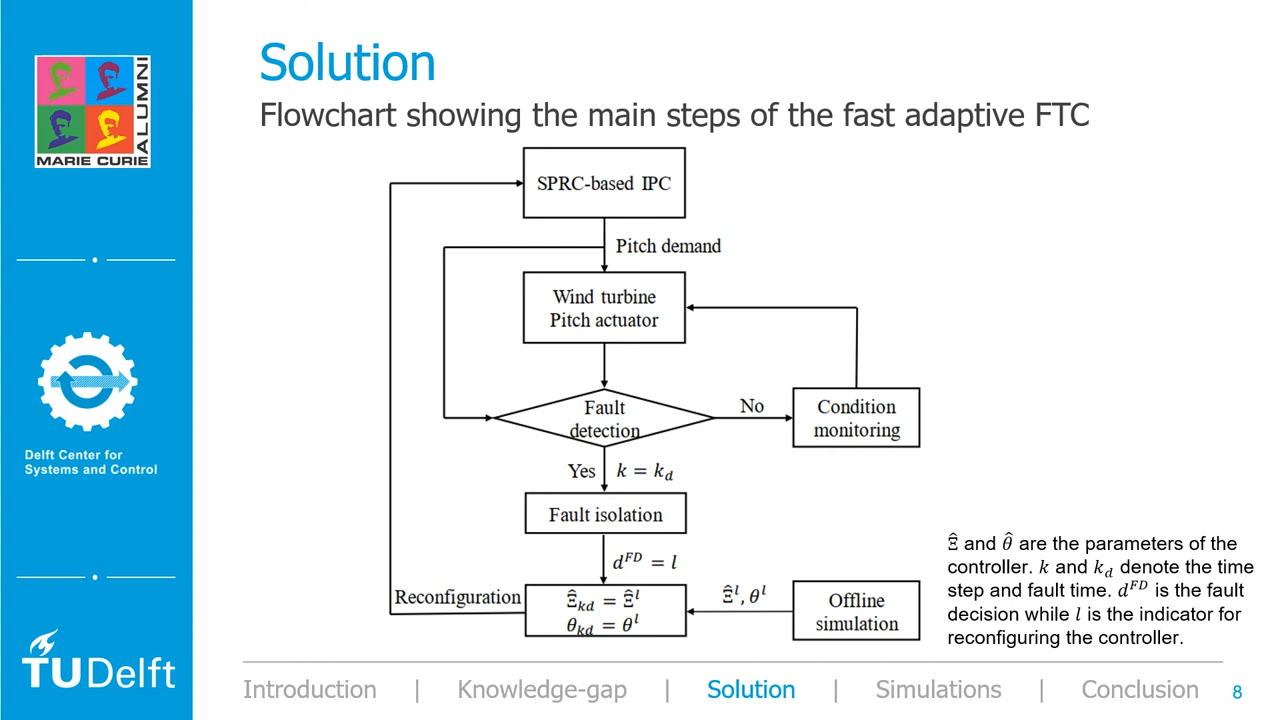 MARIE CURIE
ALUMNI
Delft Center for
Systems and Control
TU Delft
Solution
Flowchart showing the main steps of the fast adaptive FTC
SPRC-based IPC
Pitch demand
Wind turbine
Pitch actuator
Fault
detection
No
Condition
monitoring
Yes
k = k_d
Fault isolation
d^{FD} = l
Reconfiguration
Ξ̂_{kd} = Ξ̂^l
θ_{kd} = θ^l
Ξ̂^l, θ^l
Offline
simulation
Ξ̂ and θ̂ are the parameters of the
controller. k and k_d denote the time
step and fault time. d^{FD} is the fault
decision while l is the indicator for
reconfiguring the controller.
Introduction | Knowledge-gap | Solution | Simulations | Conclusion 8